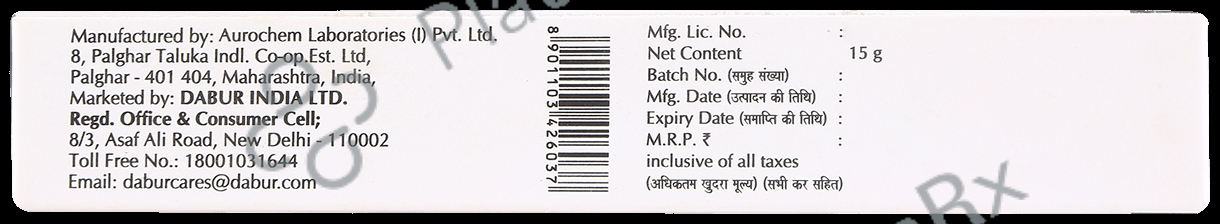 Manufactured by: Aurochem Laboratories (I) Pvt. Ltd.
8, Palghar Taluka Indl. Co-op.Est. Ltd,
Palghar - 401 404, Maharashtra, India,
Marketed by: DABUR INDIA LTD.
Regd. Office & Consumer Cell;
8/3, Asaf Ali Road, New Delhi - 110002
Toll Free No.: 18001031644
Email: daburcares@dabur.com
8 901103 426037
Mfg. Lic. No. :
Net Content 15 g
Batch No. (समुह संख्या) :
Mfg. Date (उत्पादन की तिथि) :
Expiry Date (समाप्ति की तिथि) :
M.R.P. ₹ :
inclusive of all taxes
(अधिकतम खुदरा मूल्य) (सभी कर सहित)